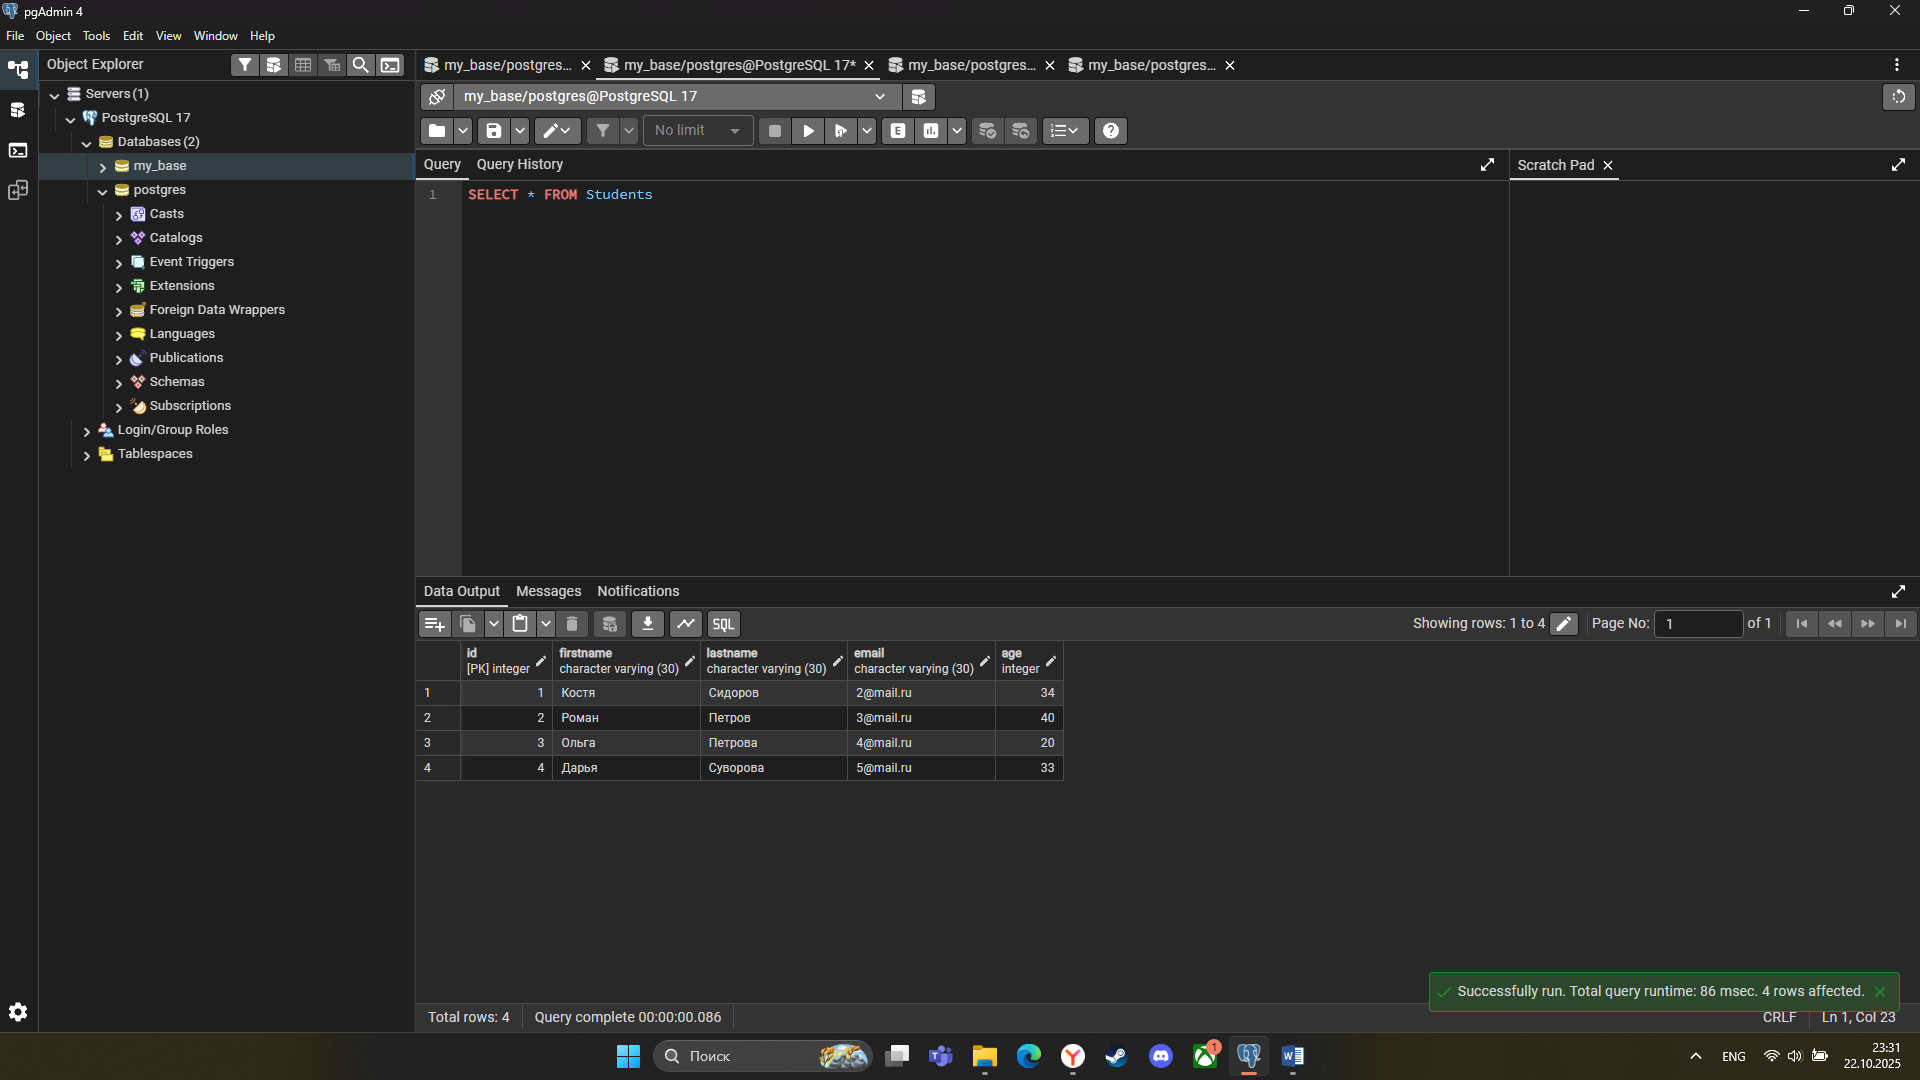 pgAdmin 4
File Object Tools Edit View Window Help
Object Explorer
my_base/postgres...
my_base/postgres@PostgreSQL 17*
my_base/postgres...
my_base/postgres...
Servers (1)
PostgreSQL 17
Databases (2)
my_base
postgres
Casts
Catalogs
Event Triggers
Extensions
Foreign Data Wrappers
Languages
Publications
Schemas
Subscriptions
Login/Group Roles
Tablespaces
my_base/postgres@PostgreSQL 17
No limit
E
Query Query History
Scratch Pad
1 SELECT * FROM Students
Data Output Messages Notifications
SQL
Showing rows: 1 to 4
Page No: 1 of 1
id firstname lastname email age
[PK] integer character varying (30) character varying (30) character varying (30) integer
1 1 Костя Сидоров 2@mail.ru 34
2 2 Роман Петров 3@mail.ru 40
3 3 Ольга Петрова 4@mail.ru 20
4 4 Дарья Суворова 5@mail.ru 33
Successfully run. Total query runtime: 86 msec. 4 rows affected.
Total rows: 4 Query complete 00:00:00.086
CRLF Ln 1, Col 23
Поиск
1
ENG
23:31
22.10.2025